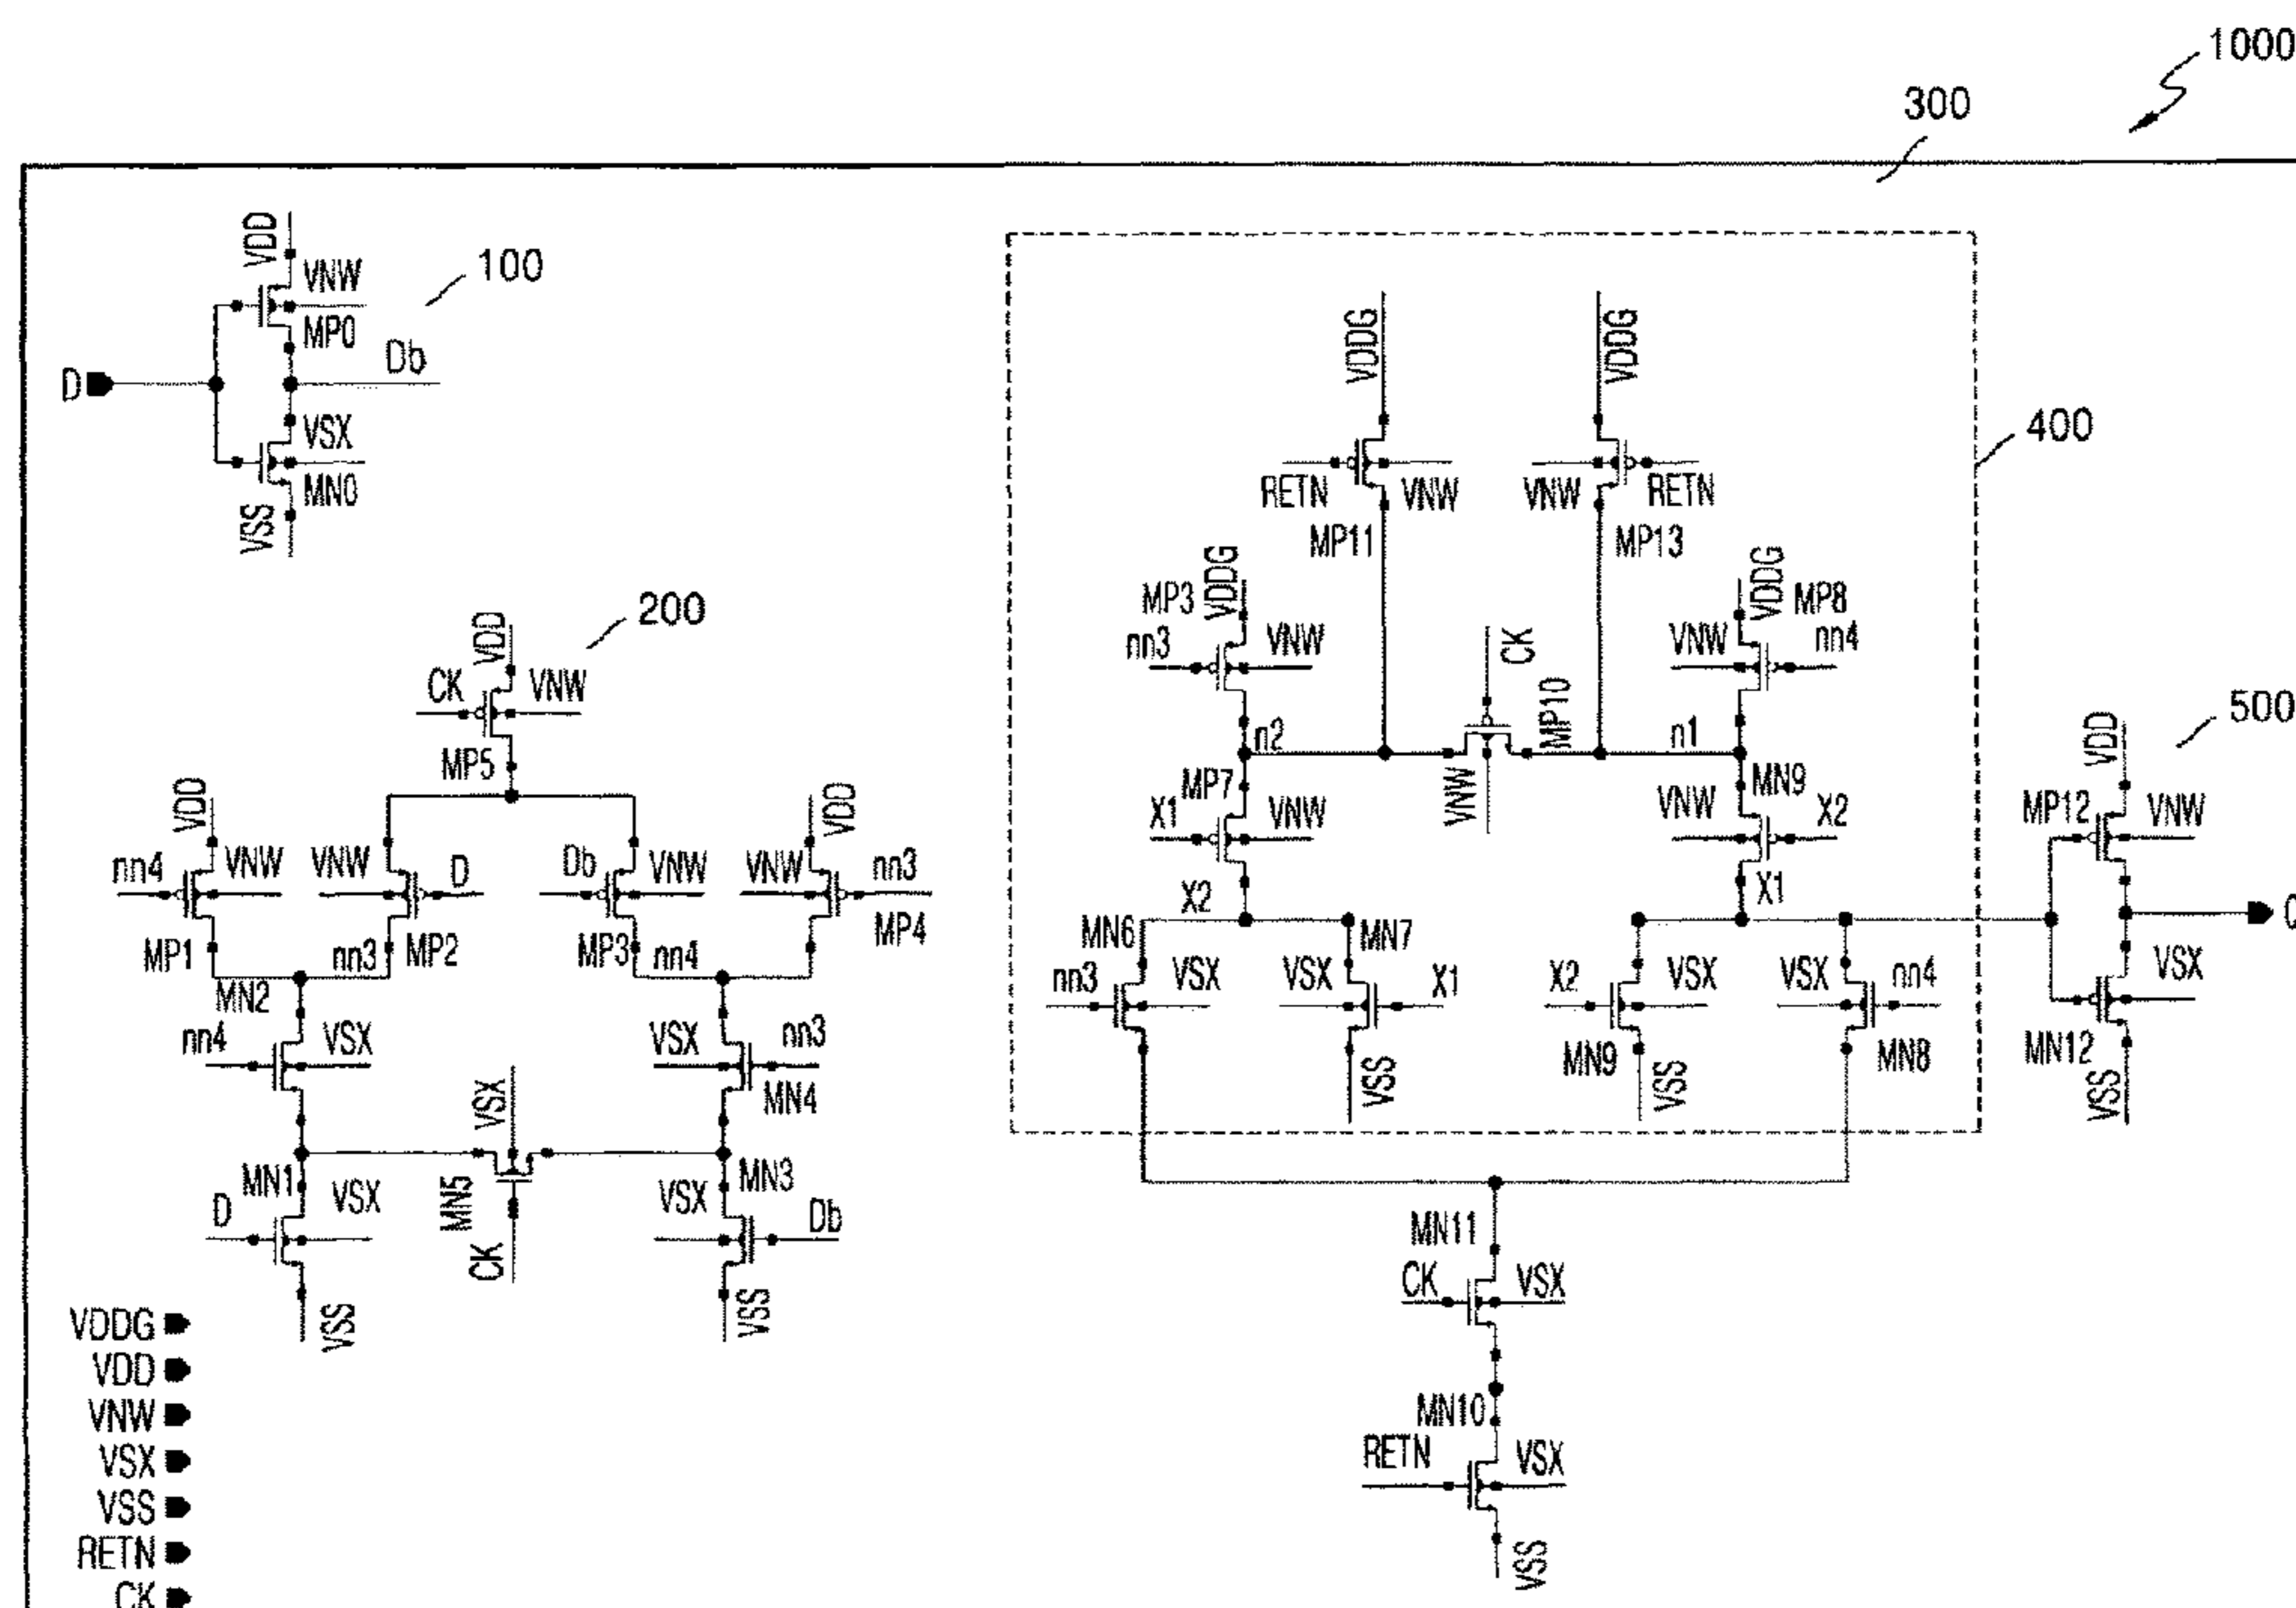 1000
300
VDD
VNW
100
MP0
D
Db
VSX
MN0
VSS
VDDG
VDDG
400
RETN
VNW
VNW
RETN
MP11
MP13
200
VDD
CK
VNW
MP5
MP3
VDDG
nn3
VNW
CK
VDDG
MP8
VNW
nn4
n2
MP10
n1
VNW
MP7
X1
VNW
MN9
VNW
X2
500
VDD
MP12
VNW
VDD
nn4
VNW
VNW
D
Db
VNW
VNW
VDD
nn3
MP1
nn3
MP2
MP3
nn4
MP4
X2
X1
Q
MN6
MN7
nn3
VSX
VSX
X1
X2
VSX
VSX
nn4
VSX
VSS
MN9
VSS
MN8
MN12
VSS
MN2
nn4
VSX
VSX
nn3
VSX
MN4
MN1
MN5
MN3
D
VSX
CK
VSX
Db
VSS
VSS
MN11
CK
VSX
MN10
RETN
VSX
VSS
VDDG
VDD
VNW
VSX
VSS
RETN
CK